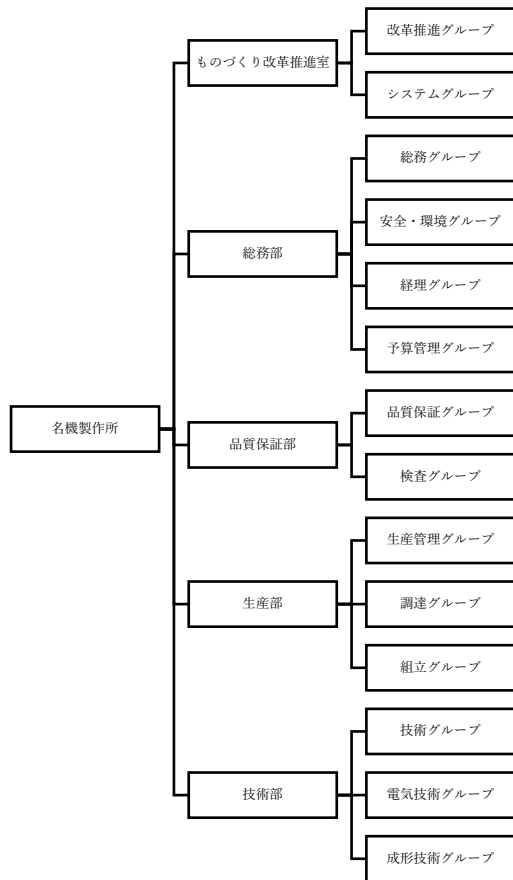 名機製作所
ものづくり改革推進室
改革推進グループ
システムグループ
総務部
総務グループ
安全・環境グループ
経理グループ
予算管理グループ
品質保証部
品質保証グループ
検査グループ
生産部
生産管理グループ
調達グループ
組立グループ
技術部
技術グループ
電気技術グループ
成形技術グループ